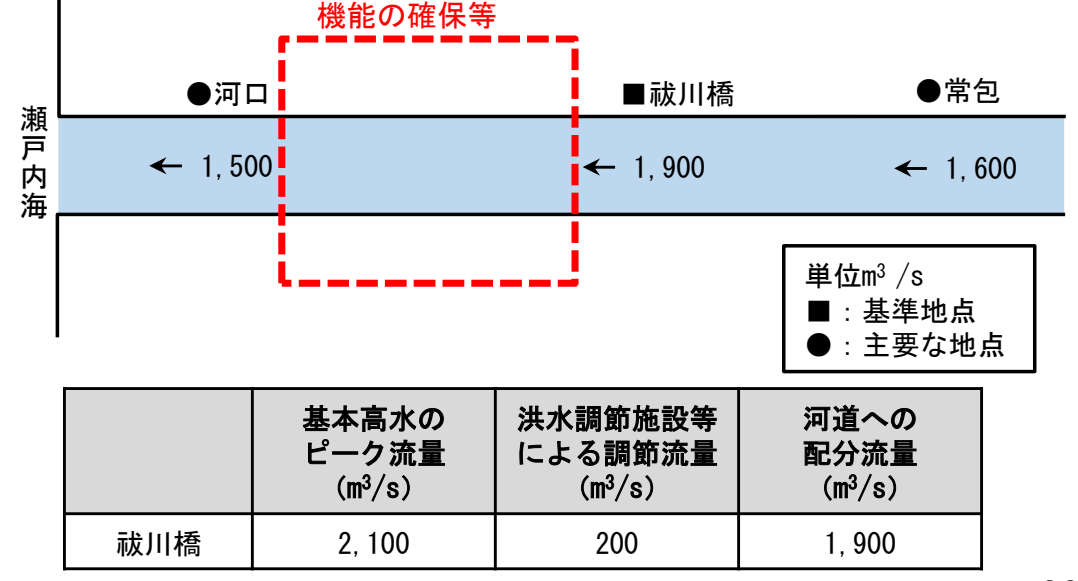 機能の確保等
●河口
■祓川橋
●常包
瀬戸内海
← 1,500
← 1,900
← 1,600
単位m³/s
■：基準地点
●：主要な地点
基本高水の
ピーク流量
(m³/s)
洪水調節施設等
による調節流量
(m³/s)
河道への
配分流量
(m³/s)
祓川橋
2,100
200
1,900